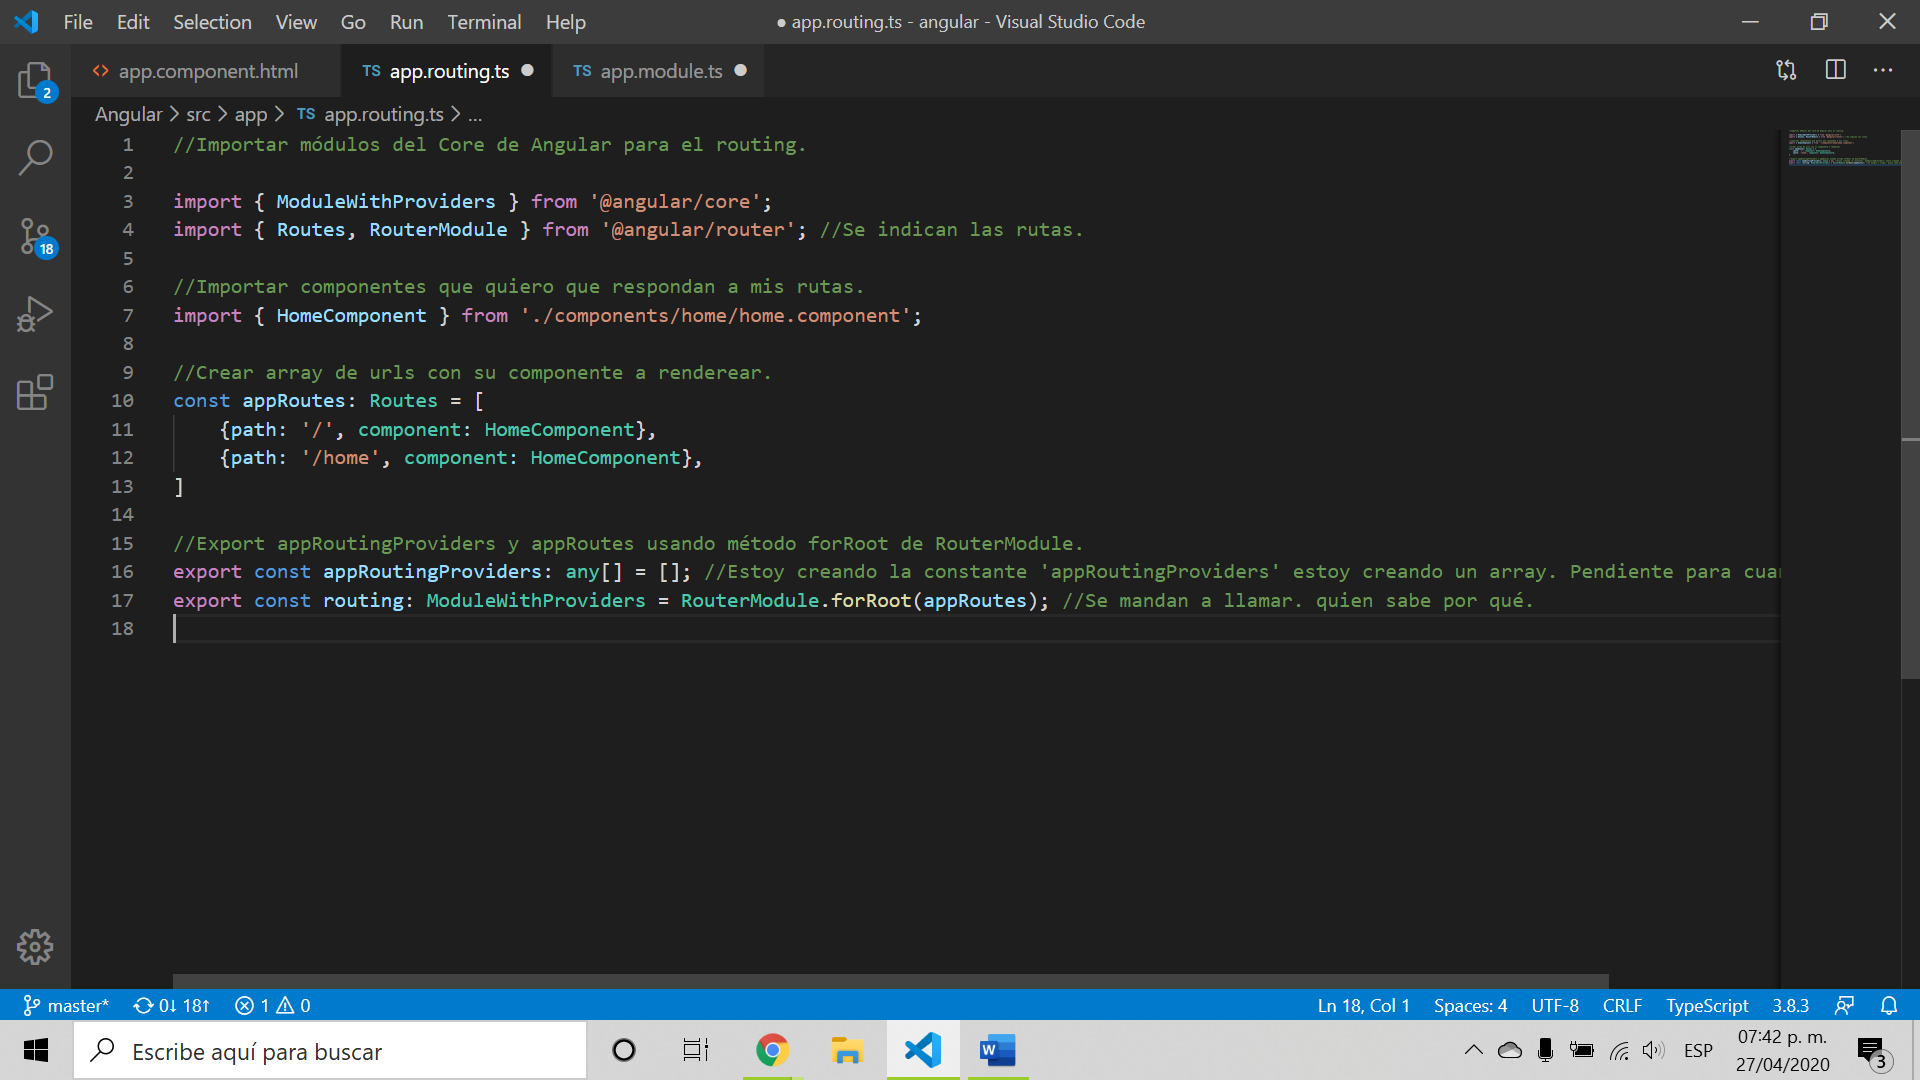 File Edit Selection View Go Run Terminal Help ● app.routing.ts - angular - Visual Studio Code
app.component.html TS app.routing.ts ● TS app.module.ts ●
Angular > src > app > TS app.routing.ts > ...
2
18
1 //Importar módulos del Core de Angular para el routing.
2
3 import { ModuleWithProviders } from '@angular/core';
4 import { Routes, RouterModule } from '@angular/router'; //Se indican las rutas.
5
6 //Importar componentes que quiero que respondan a mis rutas.
7 import { HomeComponent } from './components/home/home.component';
8
9 //Crear array de urls con su componente a renderear.
10 const appRoutes: Routes = [
11 {path: '/', component: HomeComponent},
12 {path: '/home', component: HomeComponent},
13 ]
14
15 //Export appRoutingProviders y appRoutes usando método forRoot de RouterModule.
16 export const appRoutingProviders: any[] = []; //Estoy creando la constante 'appRoutingProviders' estoy creando un array. Pendiente para
17 export const routing: ModuleWithProviders = RouterModule.forRoot(appRoutes); //Se mandan a llamar. quien sabe por qué.
18
master* 0↓ 18↑ 1 0 Ln 18, Col 1 Spaces: 4 UTF-8 CRLF TypeScript 3.8.3
Escribe aquí para buscar
W
ESP
07:42 p. m.
27/04/2020
3